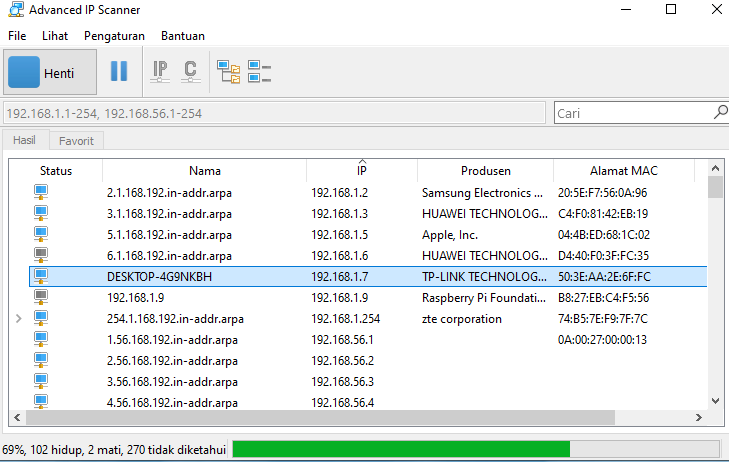 Advanced IP Scanner
File Lihat Pengaturan Bantuan
Henti IP C
192.168.1.1-254, 192.168.56.1-254 Cari
Hasil Favorit
Status Nama IP Produsen Alamat MAC
2.1.168.192.in-addr.arpa 192.168.1.2 Samsung Electronics ... 20:5E:F7:56:0A:96
3.1.168.192.in-addr.arpa 192.168.1.3 HUAWEI TECHNOLOG... C4:F0:81:42:EB:19
5.1.168.192.in-addr.arpa 192.168.1.5 Apple, Inc. 04:4B:ED:68:1C:02
6.1.168.192.in-addr.arpa 192.168.1.6 HUAWEI TECHNOLOG... D4:40:F0:3F:FC:35
DESKTOP-4G9NKBH 192.168.1.7 TP-LINK TECHNOLOG... 50:3E:AA:2E:6F:FC
192.168.1.9 192.168.1.9 Raspberry Pi Foundati... B8:27:EB:C4:F5:56
254.1.168.192.in-addr.arpa 192.168.1.254 zte corporation 74:B5:7E:F9:7F:7C
1.56.168.192.in-addr.arpa 192.168.56.1 0A:00:27:00:00:13
2.56.168.192.in-addr.arpa 192.168.56.2
3.56.168.192.in-addr.arpa 192.168.56.3
4.56.168.192.in-addr.arpa 192.168.56.4
69%, 102 hidup, 2 mati, 270 tidak diketahui